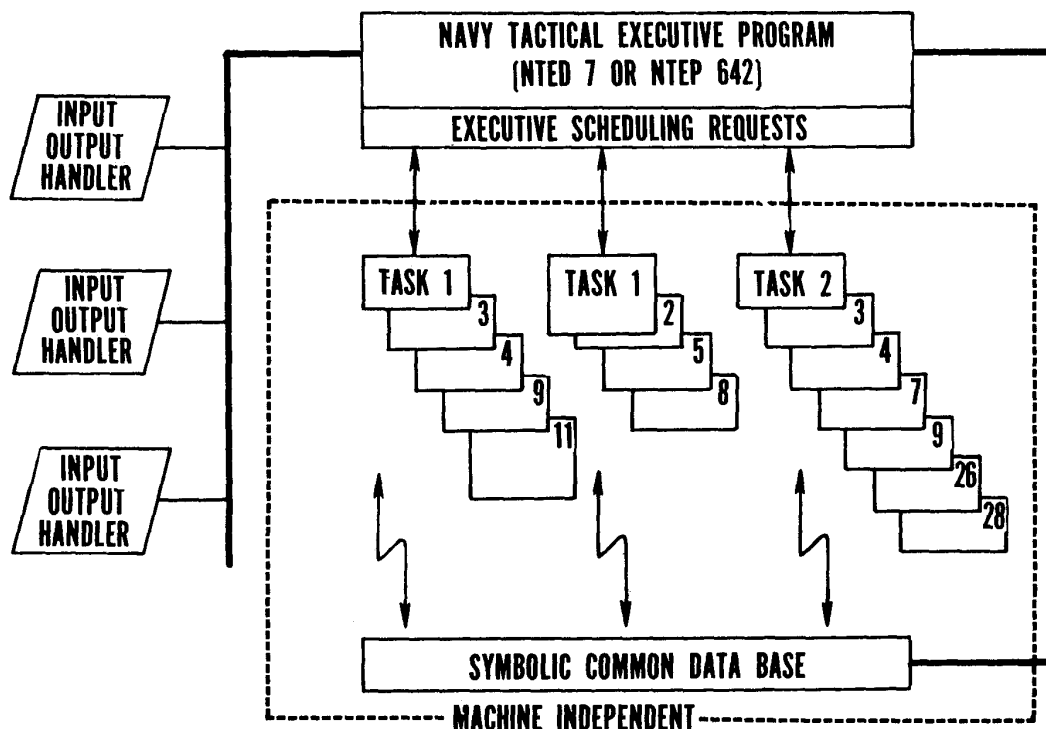 NAVY TACTICAL EXECUTIVE PROGRAM
(NTED 7 OR NTEP 642)
EXECUTIVE SCHEDULING REQUESTS
INPUT
OUTPUT
HANDLER
INPUT
OUTPUT
HANDLER
INPUT
OUTPUT
HANDLER
TASK 1
3
4
9
11
TASK 1
2
5
8
TASK 2
3
4
7
9
26
28
SYMBOLIC COMMON DATA BASE
MACHINE INDEPENDENT